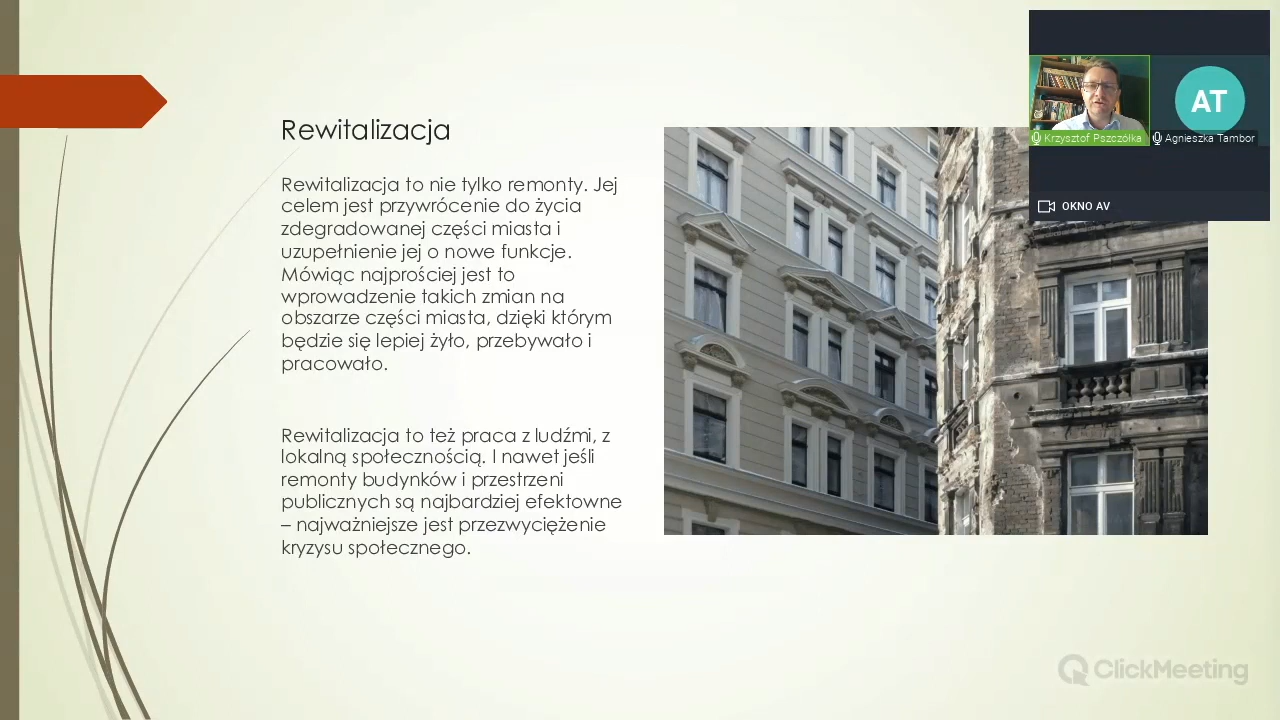 Rewitalizacja
Rewitalizacja to nie tylko remonty. Jej
celem jest przywrócenie do życia
zdegradowanej części miasta i
uzupełnienie jej o nowe funkcje.
Mówiąc najprościej jest to
wprowadzenie takich zmian na
obszarze części miasta, dzięki którym
będzie się lepiej żyło, przebywało i
pracowało.
Rewitalizacja to też praca z ludźmi, z
lokalną społecznością. I nawet jeśli
remonty budynków i przestrzeni
publicznych są najbardziej efektowne
– najważniejsze jest przezwyciężenie
kryzysu społecznego.
AT
Krzysztof Pszczółka
Agnieszka Tambor
OKNO AV
ClickMeeting